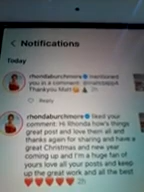 Notifications
Today
rhondaburchmore mentioned
you in a comment:
Thankyou Matt
Reply
rhondaburchmore liked your
comment: Hi Rhonda how's things
great post and love them all and
thanks again for sharing and have a
great Christmas and new year
coming up and I'm a huge fan of
yours love all your posts and keep
up the great work and all the best
❤️❤️❤️❤️❤️ 2h